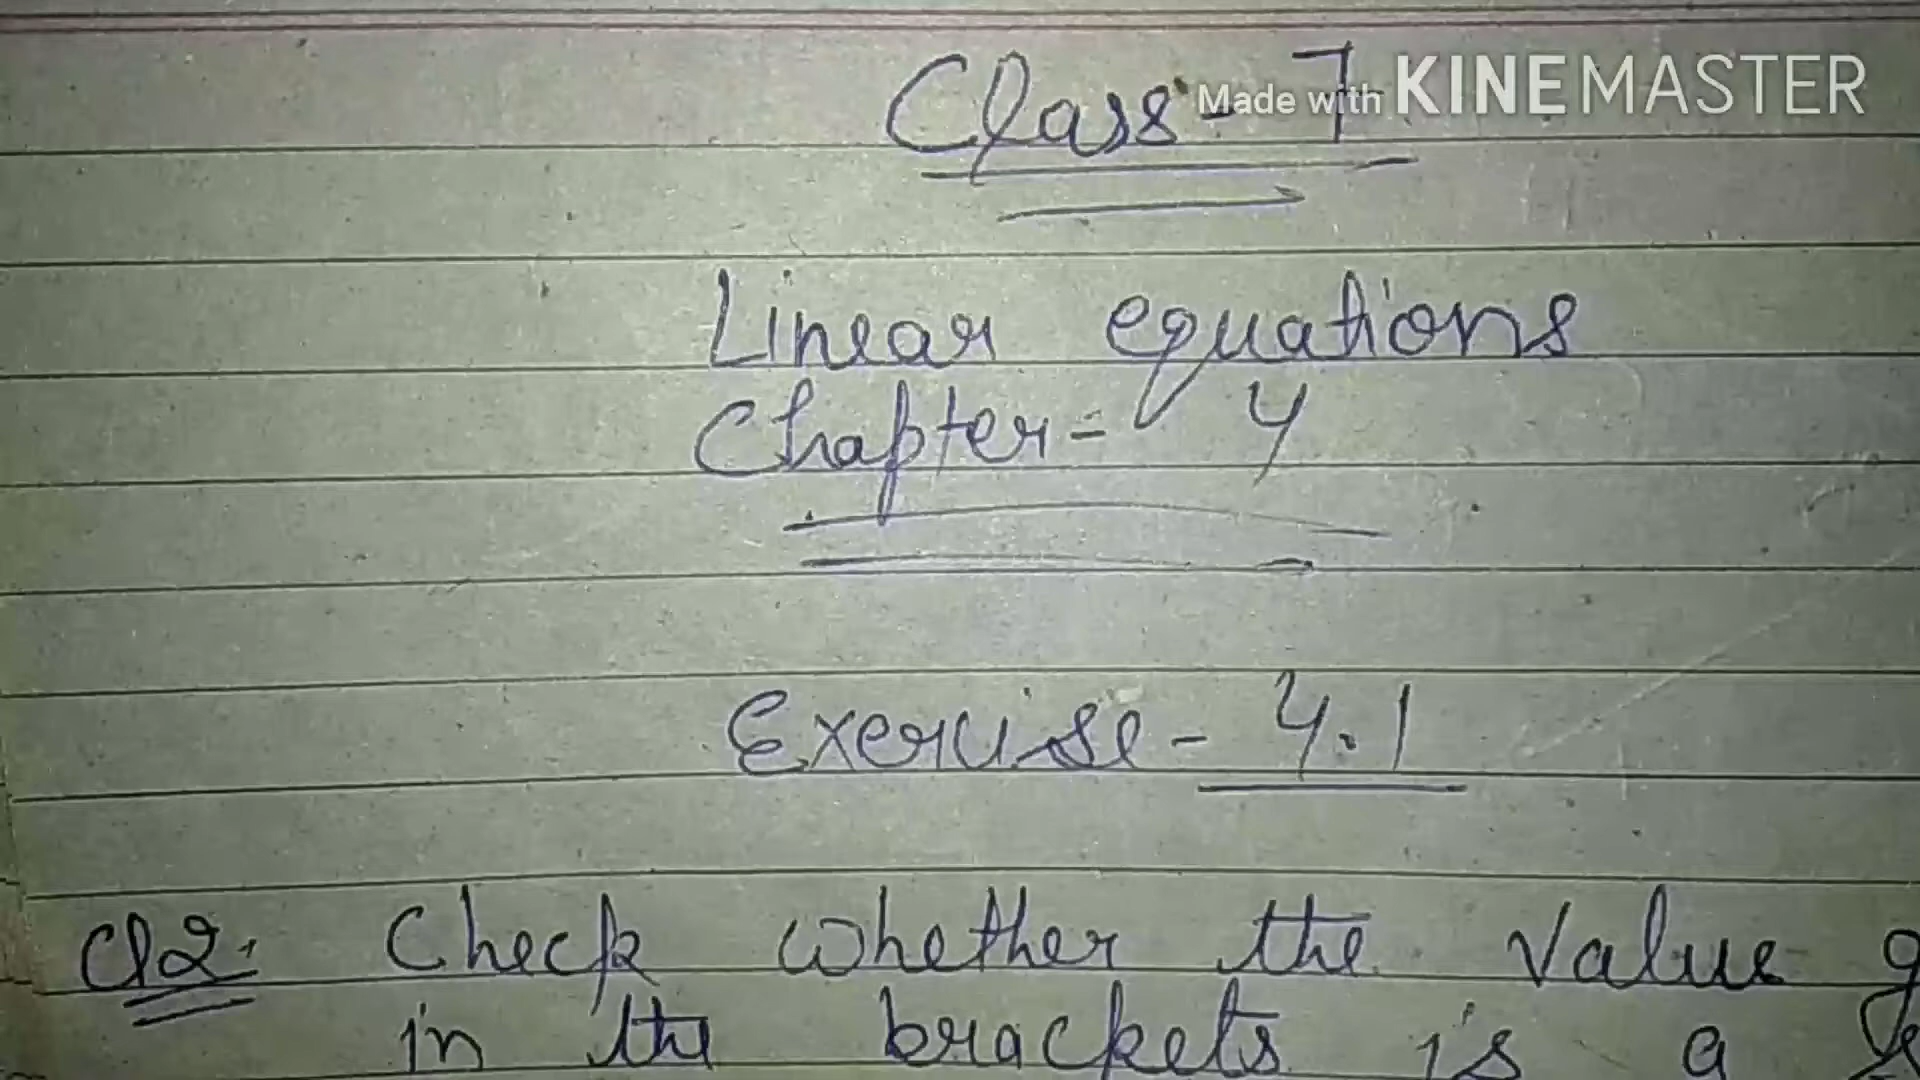 Class-7
Made with KINEMASTER
Linear equations
Chapter- 4
Exercise- 4.1
Q2. Check whether the value g
in the brackets is a